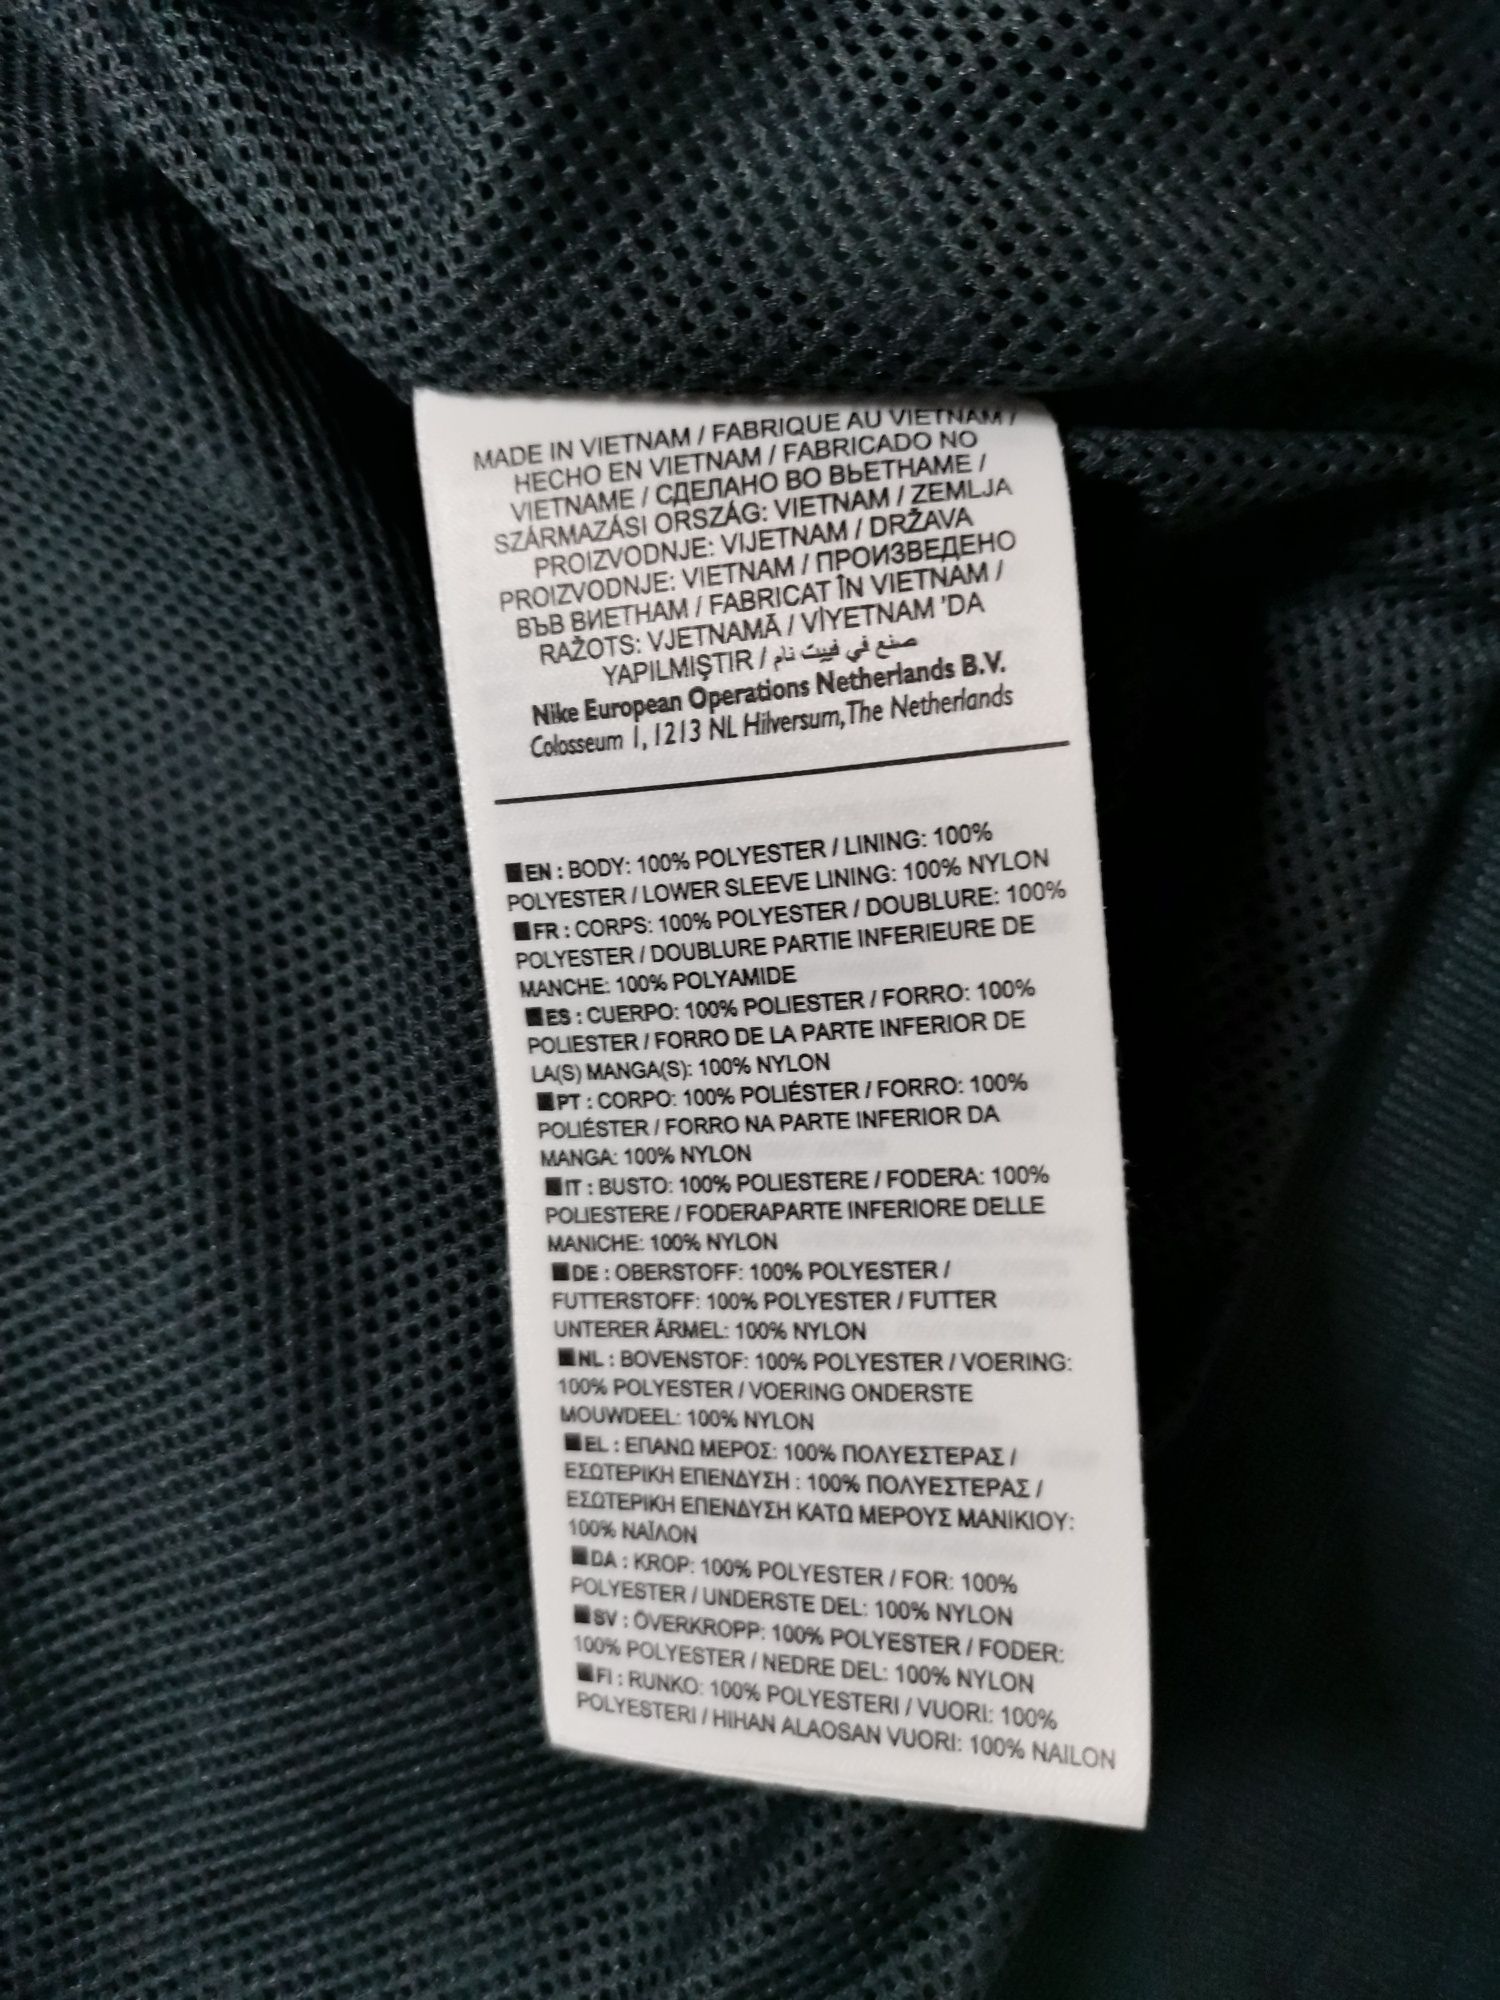 MADE IN VIETNAM / FABRIQUE AU VIETNAM /
HECHO EN VIETNAM / FABRICADO NO
VIETNAME / СДЕЛАНО ВО ВЬЕТНАМЕ /
SZÁRMAZÁSI ORSZÁG: VIETNAM / ZEMLJA
PROIZVODNJE: VIJETNAM / DRŽAVA
PROIZVODNJE: VIETNAM / ПРОИЗВЕДЕНО
ВЪВ ВИЕТНАМ / FABRICAT ÎN VIETNAM /
RAŽOTS: VJETNAMĀ / VİYETNAM 'DA
YAPILMIŞTIR / صنع في فييت نام
Nike European Operations Netherlands B.V.
Colosseum 1, 1213 NL Hilversum, The Netherlands
■EN : BODY: 100% POLYESTER / LINING: 100%
POLYESTER / LOWER SLEEVE LINING: 100% NYLON
■FR : CORPS: 100% POLYESTER / DOUBLURE: 100%
POLYESTER / DOUBLURE PARTIE INFERIEURE DE
MANCHE: 100% POLYAMIDE
■ES : CUERPO: 100% POLIESTER / FORRO: 100%
POLIESTER / FORRO DE LA PARTE INFERIOR DE
LA(S) MANGA(S): 100% NYLON
■PT : CORPO: 100% POLIÉSTER / FORRO: 100%
POLIÉSTER / FORRO NA PARTE INFERIOR DA
MANGA: 100% NYLON
■IT : BUSTO: 100% POLIESTERE / FODERA: 100%
POLIESTERE / FODERAPARTE INFERIORE DELLE
MANICHE: 100% NYLON
■DE : OBERSTOFF: 100% POLYESTER /
FUTTERSTOFF: 100% POLYESTER / FUTTER
UNTERER ÄRMEL: 100% NYLON
■NL : BOVENSTOF: 100% POLYESTER / VOERING:
100% POLYESTER / VOERING ONDERSTE
MOUWDEEL: 100% NYLON
■EL : ΕΠΑΝΩ ΜΕΡΟΣ: 100% ΠΟΛΥΕΣΤΕΡΑΣ /
ΕΣΩΤΕΡΙΚΗ ΕΠΕΝΔΥΣΗ : 100% ΠΟΛΥΕΣΤΕΡΑΣ /
ΕΣΩΤΕΡΙΚΗ ΕΠΕΝΔΥΣΗ ΚΑΤΩ ΜΕΡΟΥΣ ΜΑΝΙΚΙΟΥ:
100% ΝΑΪΛΟΝ
■DA : KROP: 100% POLYESTER / FOR: 100%
POLYESTER / UNDERSTE DEL: 100% NYLON
■SV : ÖVERKROPP: 100% POLYESTER / FODER:
100% POLYESTER / NEDRE DEL: 100% NYLON
■FI : RUNKO: 100% POLYESTERI / VUORI: 100%
POLYESTERI / HIHAN ALAOSAN VUORI: 100% NAILON